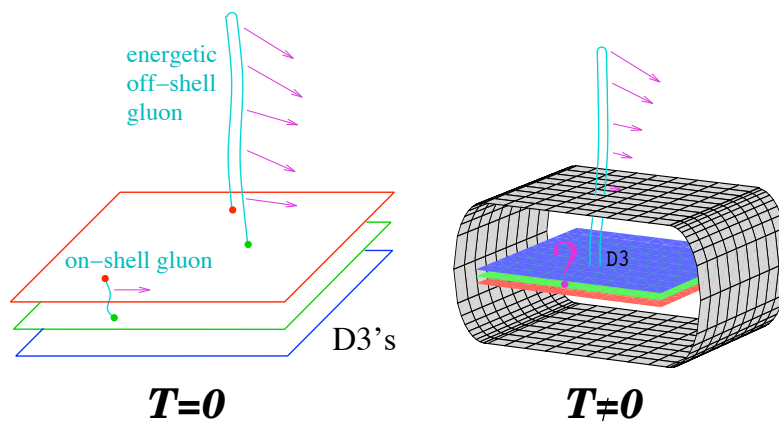 energetic
off-shell
gluon
on-shell gluon
D3's
T=0
?
D3
T≠0